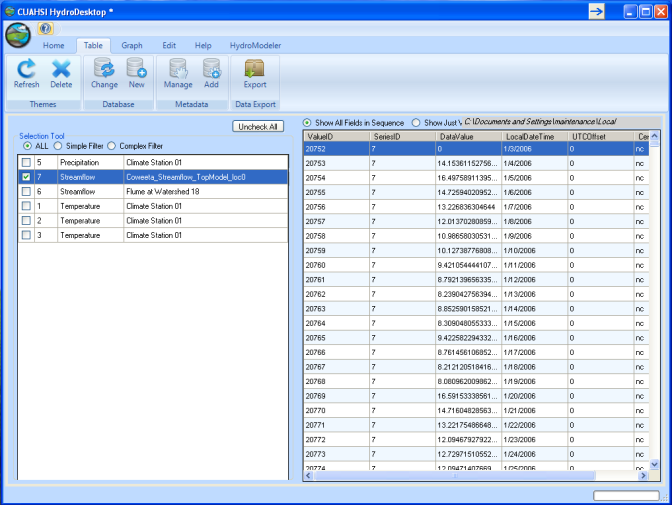 CUAHSI HydroDesktop *
Home Table Graph Edit Help HydroModeler
Refresh Delete Change New Manage Add Export
Themes Database Metadata Data Export
Uncheck All
Show All Fields in Sequence Show Just V C:\Documents and Settings\maintenance\Local
Selection Tool
ALL Simple Filter Complex Filter
5 Precipitation Climate Station 01
7 Streamflow Coweeta_Streamflow_TopModel_loc0
6 Streamflow Flume at Watershed 18
1 Temperature Climate Station 01
2 Temperature Climate Station 01
3 Temperature Climate Station 01
ValueID SeriesID DataValue LocalDateTime UTCOffset Cen
20752 7 0 1/3/2006 0 nc
20753 7 14.15361152756... 1/4/2006 0 nc
20754 7 16.49758911395... 1/5/2006 0 nc
20755 7 14.72594020952... 1/6/2006 0 nc
20756 7 13.226836304644 1/7/2006 0 nc
20757 7 12.01370280859... 1/8/2006 0 nc
20758 7 10.98658030531... 1/9/2006 0 nc
20759 7 10.12738776808... 1/10/2006 0 nc
20760 7 9.421054444107... 1/11/2006 0 nc
20761 7 8.792139656335... 1/12/2006 0 nc
20762 7 8.239042756394... 1/13/2006 0 nc
20763 7 8.852590158521... 1/14/2006 0 nc
20764 7 8.309048055333... 1/15/2006 0 nc
20765 7 9.422582294332... 1/16/2006 0 nc
20766 7 8.761456106852... 1/17/2006 0 nc
20767 7 8.212120518416... 1/18/2006 0 nc
20768 7 8.080962009862... 1/19/2006 0 nc
20769 7 16.59153338561... 1/20/2006 0 nc
20770 7 14.71604828563... 1/21/2006 0 nc
20771 7 13.22175486648... 1/22/2006 0 nc
20772 7 12.09467927922... 1/23/2006 0 nc
20773 7 12.72971510552... 1/24/2006 0 nc
20774 7 12.09471407669... 1/25/2006 0 nc